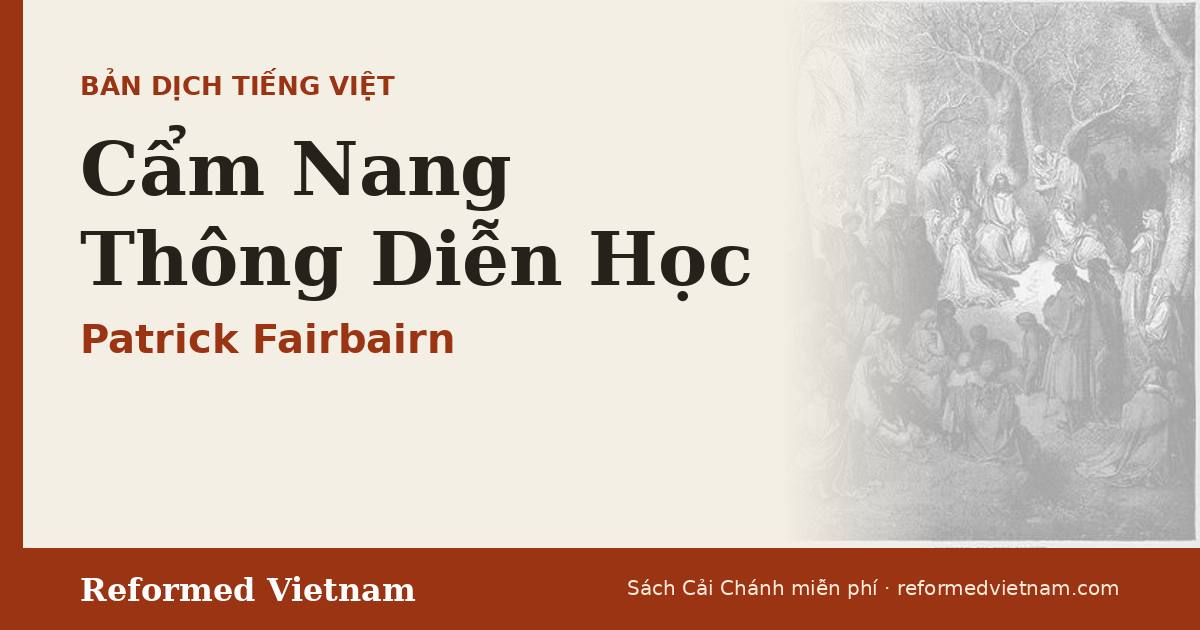 BẢN DỊCH TIẾNG VIỆT
Cẩm Nang
Thông Diễn Học
Patrick Fairbairn
Reformed Vietnam
Sách Cải Chánh miễn phí · reformedvietnam.com